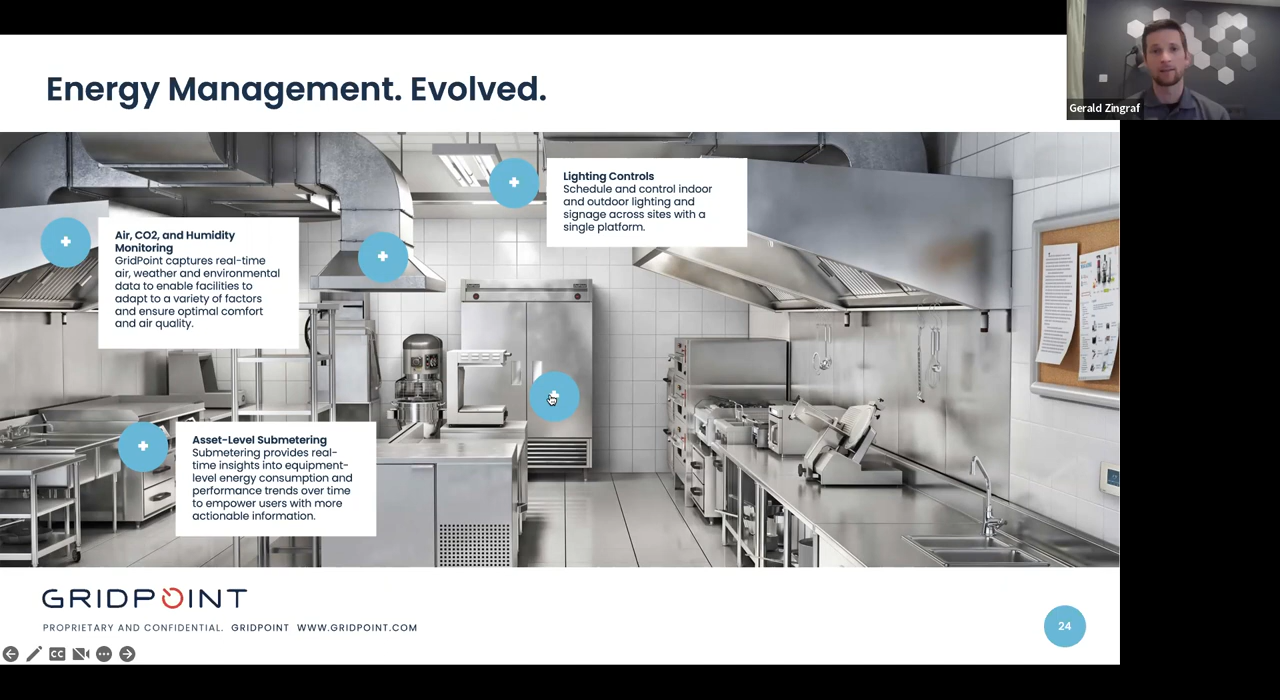 Energy Management. Evolved.
Gerald Zingraf
Lighting Controls
Schedule and control indoor
and outdoor lighting and
signage across sites with a
single platform.
Air, CO2, and Humidity
Monitoring
GridPoint captures real-time
air, weather and environmental
data to enable facilities to
adapt to a variety of factors
and ensure optimal comfort
and air quality.
Asset-Level Submetering
Submetering provides real-
time insights into equipment-
level energy consumption and
performance trends over time
to empower users with more
actionable information.
GRIDPOINT
PROPRIETARY AND CONFIDENTIAL. GRIDPOINT WWW.GRIDPOINT.COM
24
CC